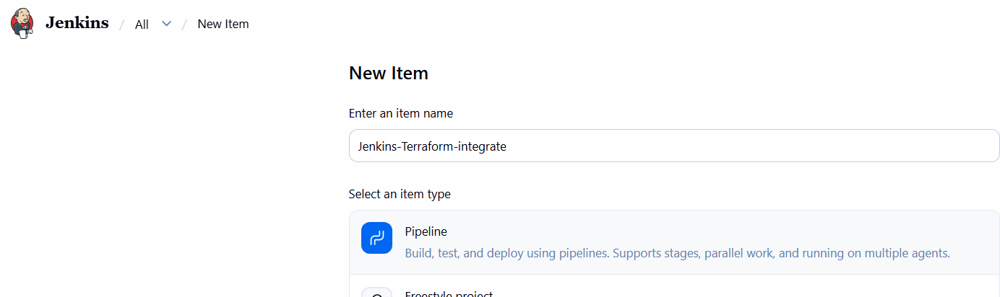 Jenkins / All / New Item
New Item
Enter an item name
Jenkins-Terraform-integrate
Select an item type
Pipeline
Build, test, and deploy using pipelines. Supports stages, parallel work, and running on multiple agents.
Freestyle project